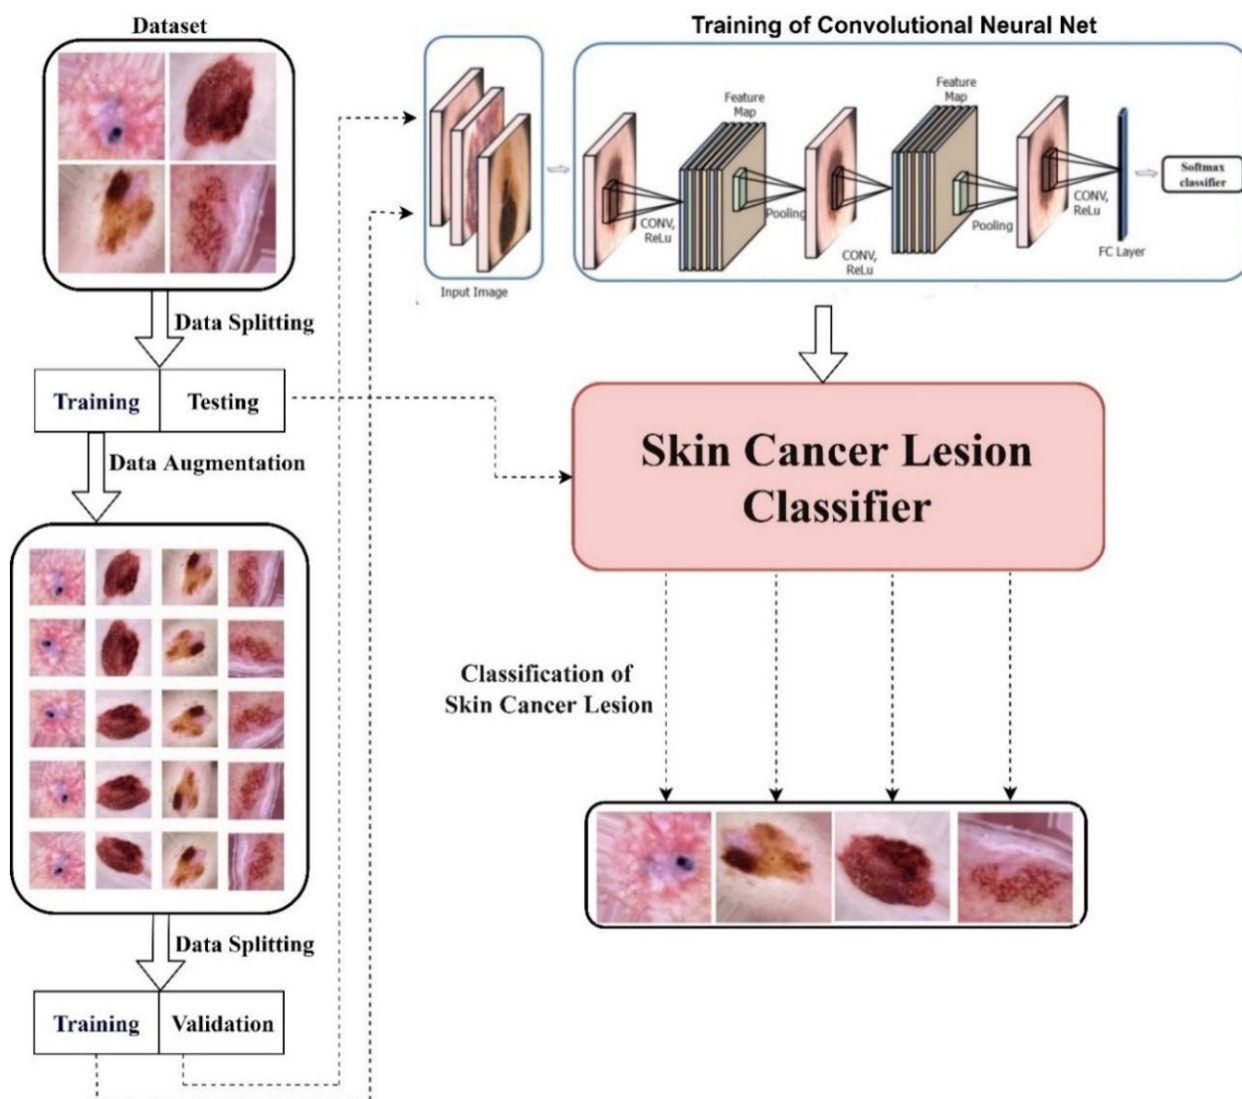 Dataset
Data Splitting
Training
Testing
Data Augmentation
Data Splitting
Training
Validation
Training of Convolutional Neural Net
Input Image
CONV,
ReLu
Feature
Map
Pooling
CONV,
ReLu
Feature
Map
Pooling
CONV,
ReLu
FC Layer
Softmax
classifier
Skin Cancer Lesion
Classifier
Classification of
Skin Cancer Lesion